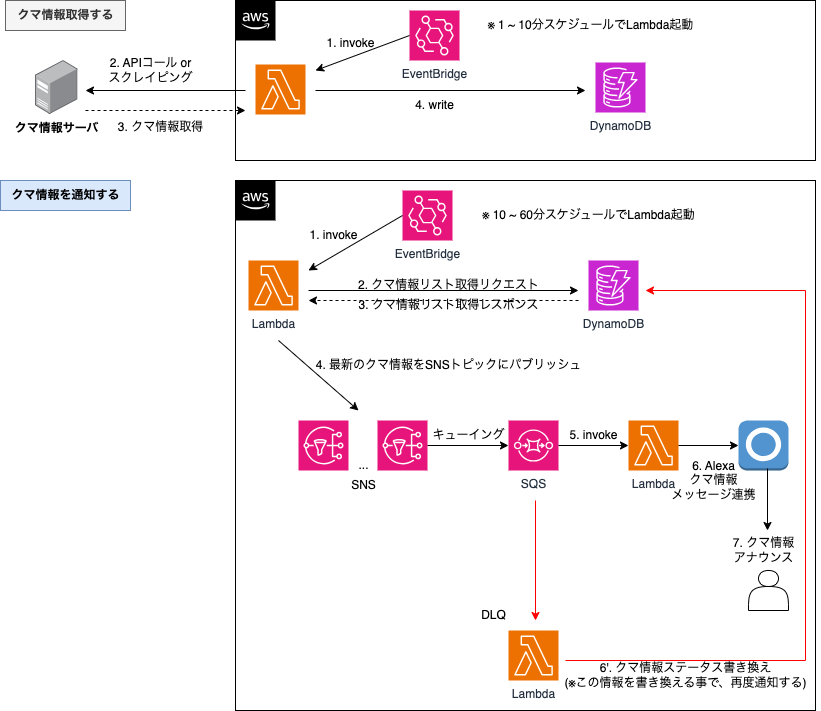 クマ情報取得する
aws
※ 1 ~ 10分スケジュールでLambda起動
1. invoke
EventBridge
2. APIコール or
スクレイピング
4. write
クマ情報サーバ
3. クマ情報取得
DynamoDB
クマ情報を通知する
aws
※ 10 ~ 60分スケジュールでLambda起動
1. invoke
EventBridge
2. クマ情報リスト取得リクエスト
3. クマ情報リスト取得レスポンス
Lambda
DynamoDB
4. 最新のクマ情報をSNSトピックにパブリッシュ
キューイング
5. invoke
...
SNS
SQS
Lambda
6. Alexa
クマ情報
メッセージ連携
7. クマ情報
アナウンス
DLQ
Lambda
6'. クマ情報ステータス書き換え
(※この情報を書き換える事で、再度通知する)